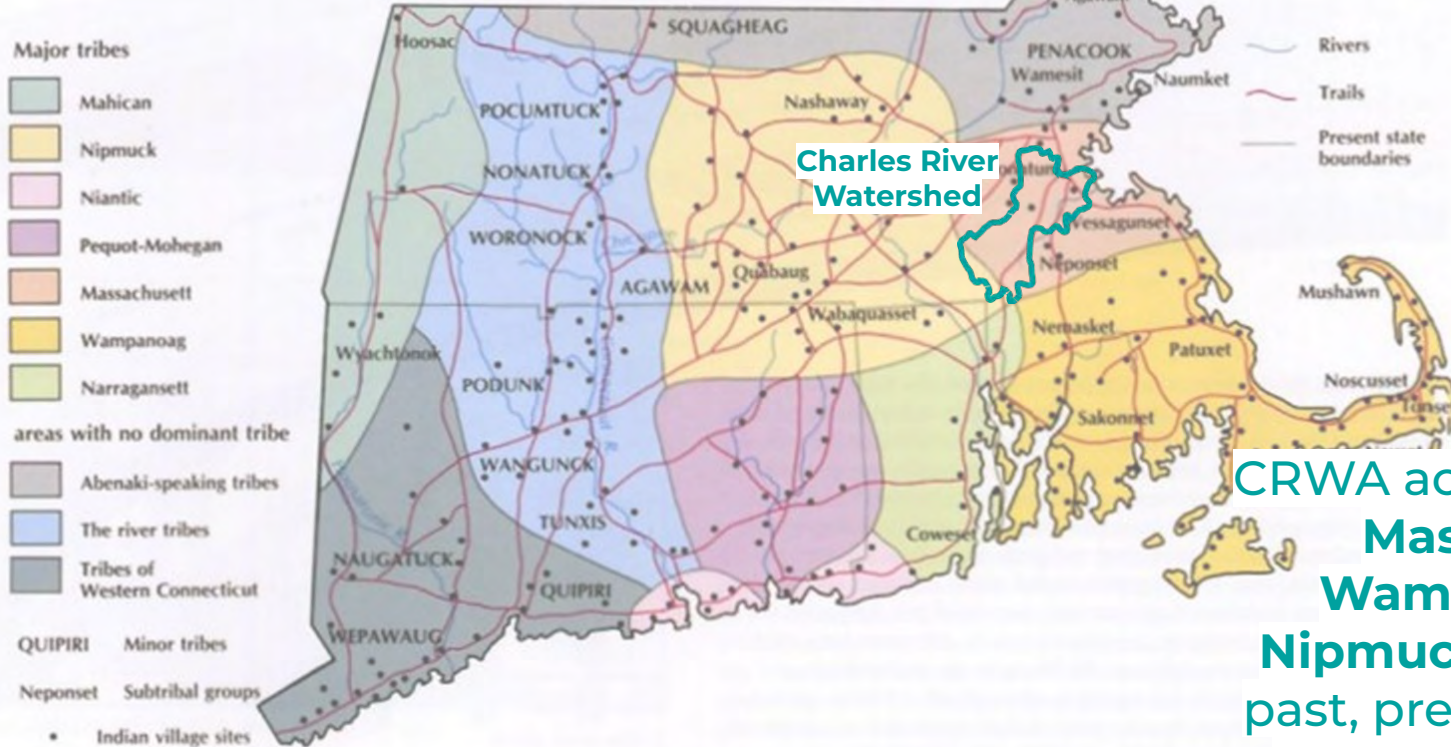 Major tribes
Mahican
Nipmuck
Niantic
Pequot-Mohegan
Massachusett
Wampanoag
Narragansett
areas with no dominant tribe
Abenaki-speaking tribes
The river tribes
Tribes of
Western Connecticut
QUIPIRI Minor tribes
Neponset Subtribal groups
• Indian village sites
Rivers
Trails
Present state
boundaries
Hoosac
SQUAGHEAG
PENACOOK
Wamesit
Naumket
POCUMTUCK
Nashaway
NONATUCK
Charles River
Watershed
WORONOCK
Vessagunset
Neponset
Quabaug
AGAWAM
Mushawn
Wabaquasset
Nemasket
Wyachtonok
Patuxet
PODUNK
Noscusset
Sakonnet
WANGUNCK
TUNXIS
Coweset
NAUGATUCK
QUIPIRI
WEPAWAUG
CRWA ac
Mas
Wam
Nipmuc
past, pre